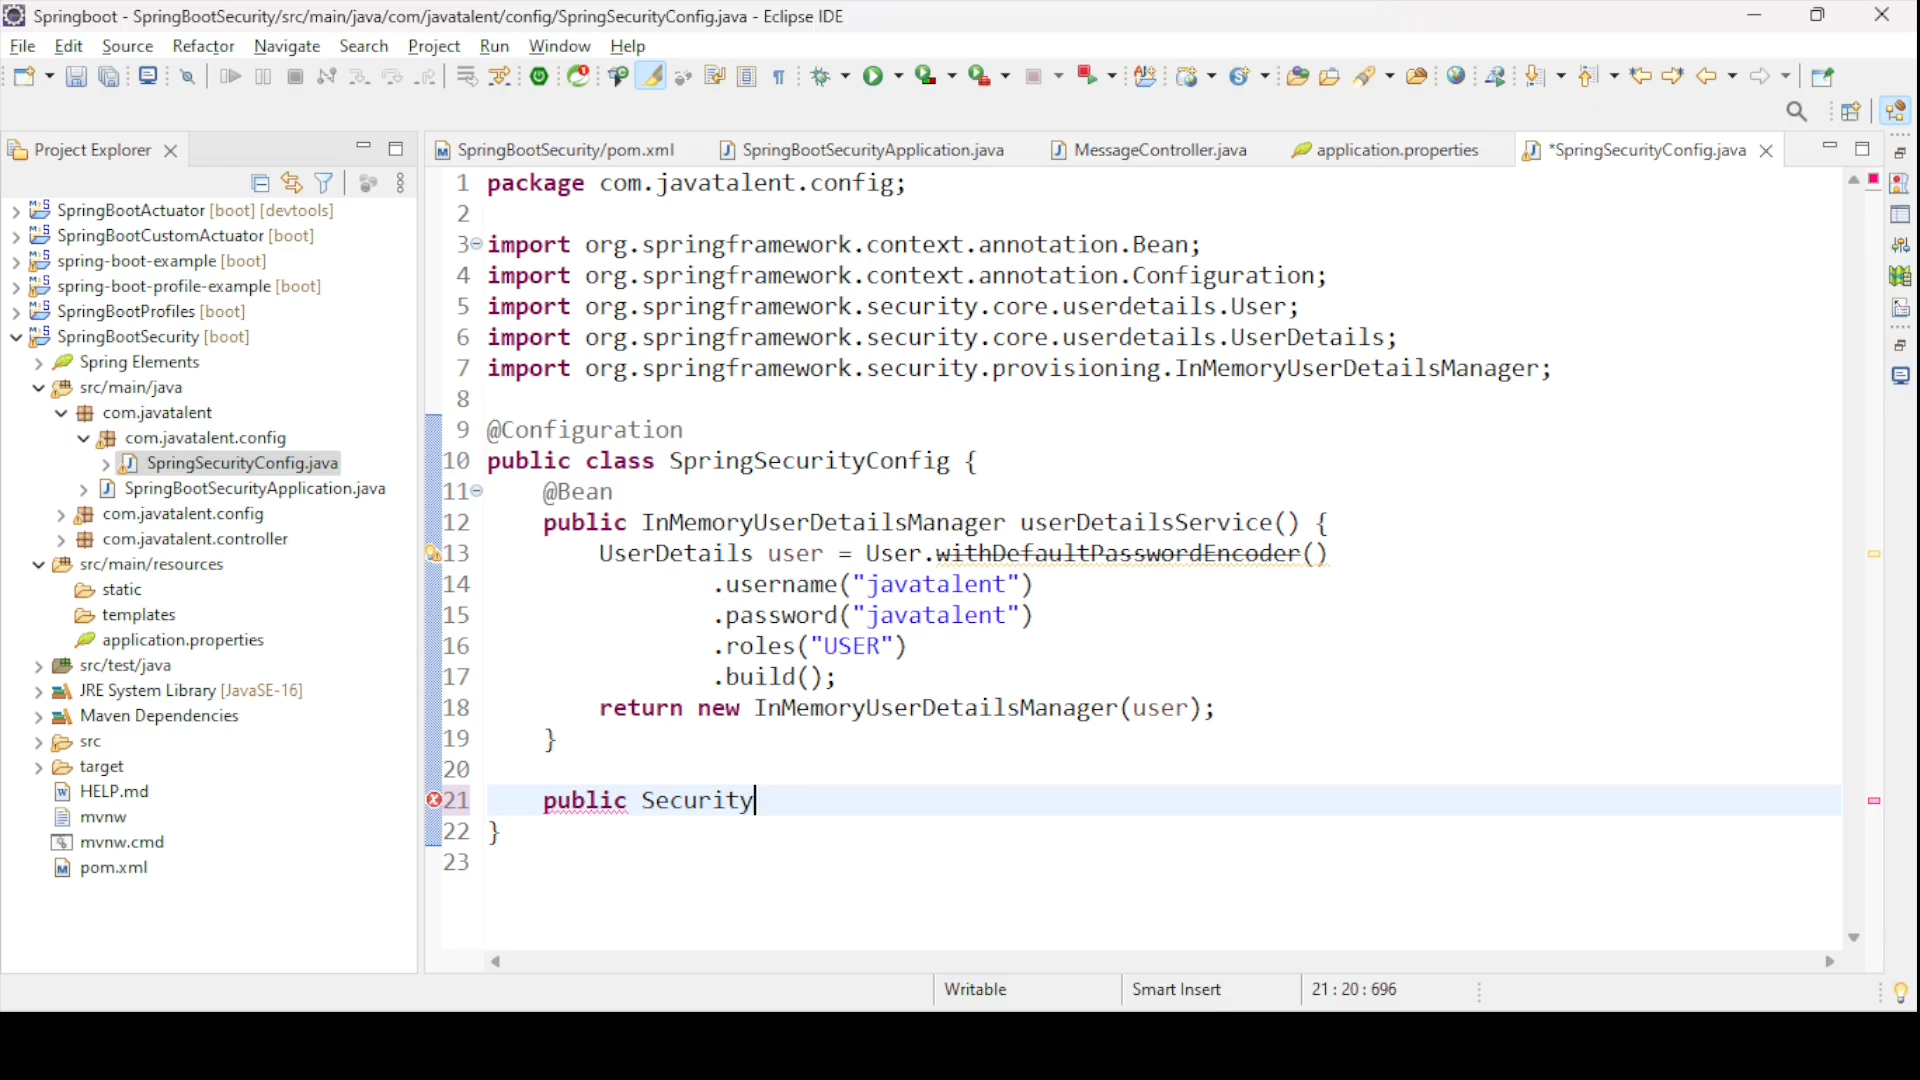 Springboot - SpringBootSecurity/src/main/java/com/javatalent/config/SpringSecurityConfig.java - Eclipse IDE
File Edit Source Refactor Navigate Search Project Run Window Help
Project Explorer
SpringBootActuator [boot] [devtools]
SpringBootCustomActuator [boot]
spring-boot-example [boot]
spring-boot-profile-example [boot]
SpringBootProfiles [boot]
SpringBootSecurity [boot]
Spring Elements
src/main/java
com.javatalent
com.javatalent.config
SpringSecurityConfig.java
SpringBootSecurityApplication.java
com.javatalent.config
com.javatalent.controller
src/main/resources
static
templates
application.properties
src/test/java
JRE System Library [JavaSE-16]
Maven Dependencies
src
target
HELP.md
mvnw
mvnw.cmd
pom.xml
SpringBootSecurity/pom.xml SpringBootSecurityApplication.java MessageController.java application.properties *SpringSecurityConfig.java
1 package com.javatalent.config;
2
3 import org.springframework.context.annotation.Bean;
4 import org.springframework.context.annotation.Configuration;
5 import org.springframework.security.core.userdetails.User;
6 import org.springframework.security.core.userdetails.UserDetails;
7 import org.springframework.security.provisioning.InMemoryUserDetailsManager;
8
9 @Configuration
10 public class SpringSecurityConfig {
11 @Bean
12 public InMemoryUserDetailsManager userDetailsService() {
13 UserDetails user = User.withDefaultPasswordEncoder()
14 .username("javatalent")
15 .password("javatalent")
16 .roles("USER")
17 .build();
18 return new InMemoryUserDetailsManager(user);
19 }
20
21 public Security
22 }
23
Writable Smart Insert 21 : 20 : 696